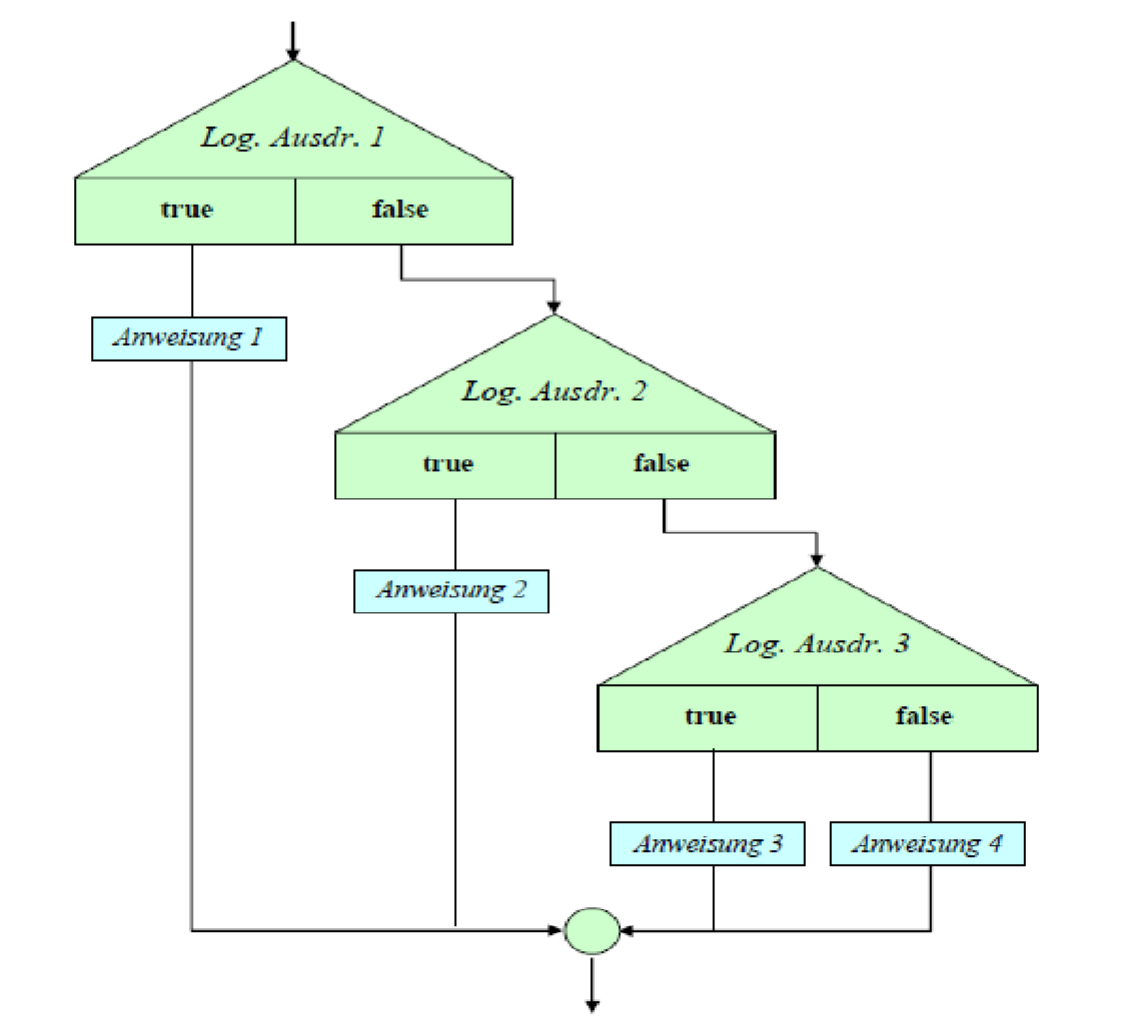 Log. Ausdr. 1
true false
Anweisung 1
Log. Ausdr. 2
true false
Anweisung 2
Log. Ausdr. 3
true false
Anweisung 3 Anweisung 4